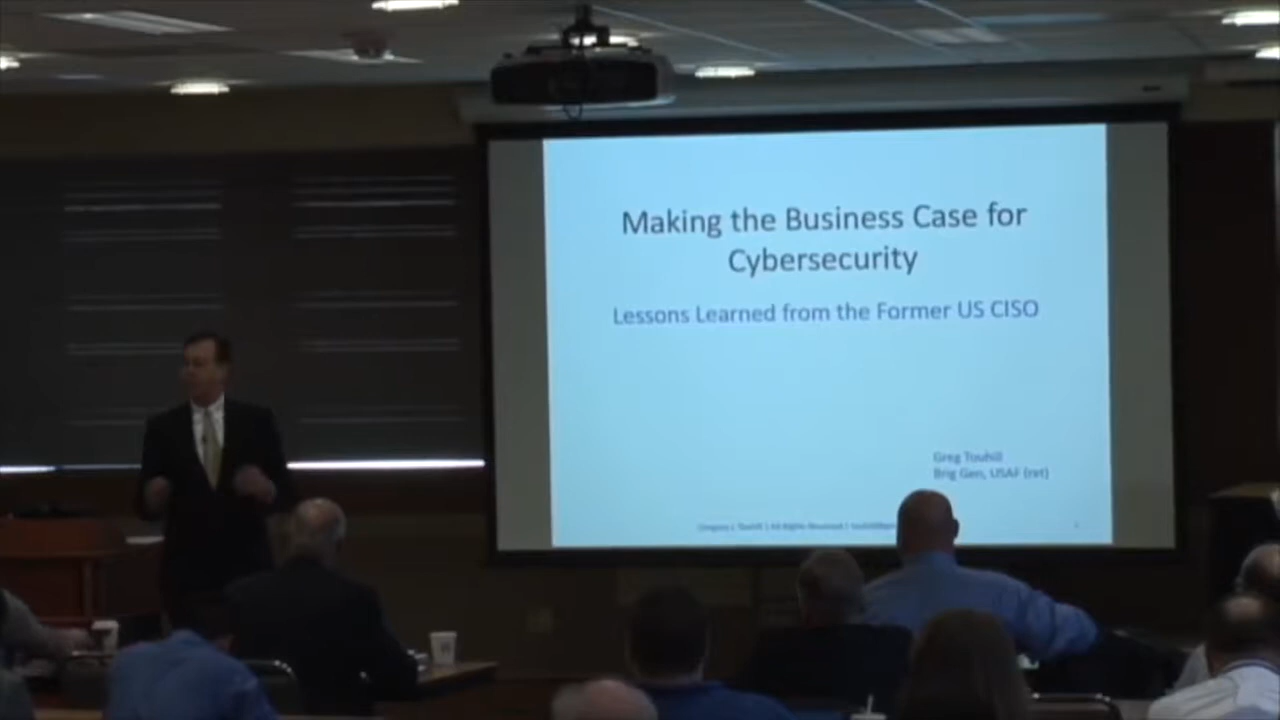 Making the Business Case for
Cybersecurity
Lessons Learned from the Former US CISO
Greg Touhill
Brig Gen, USAF (ret)